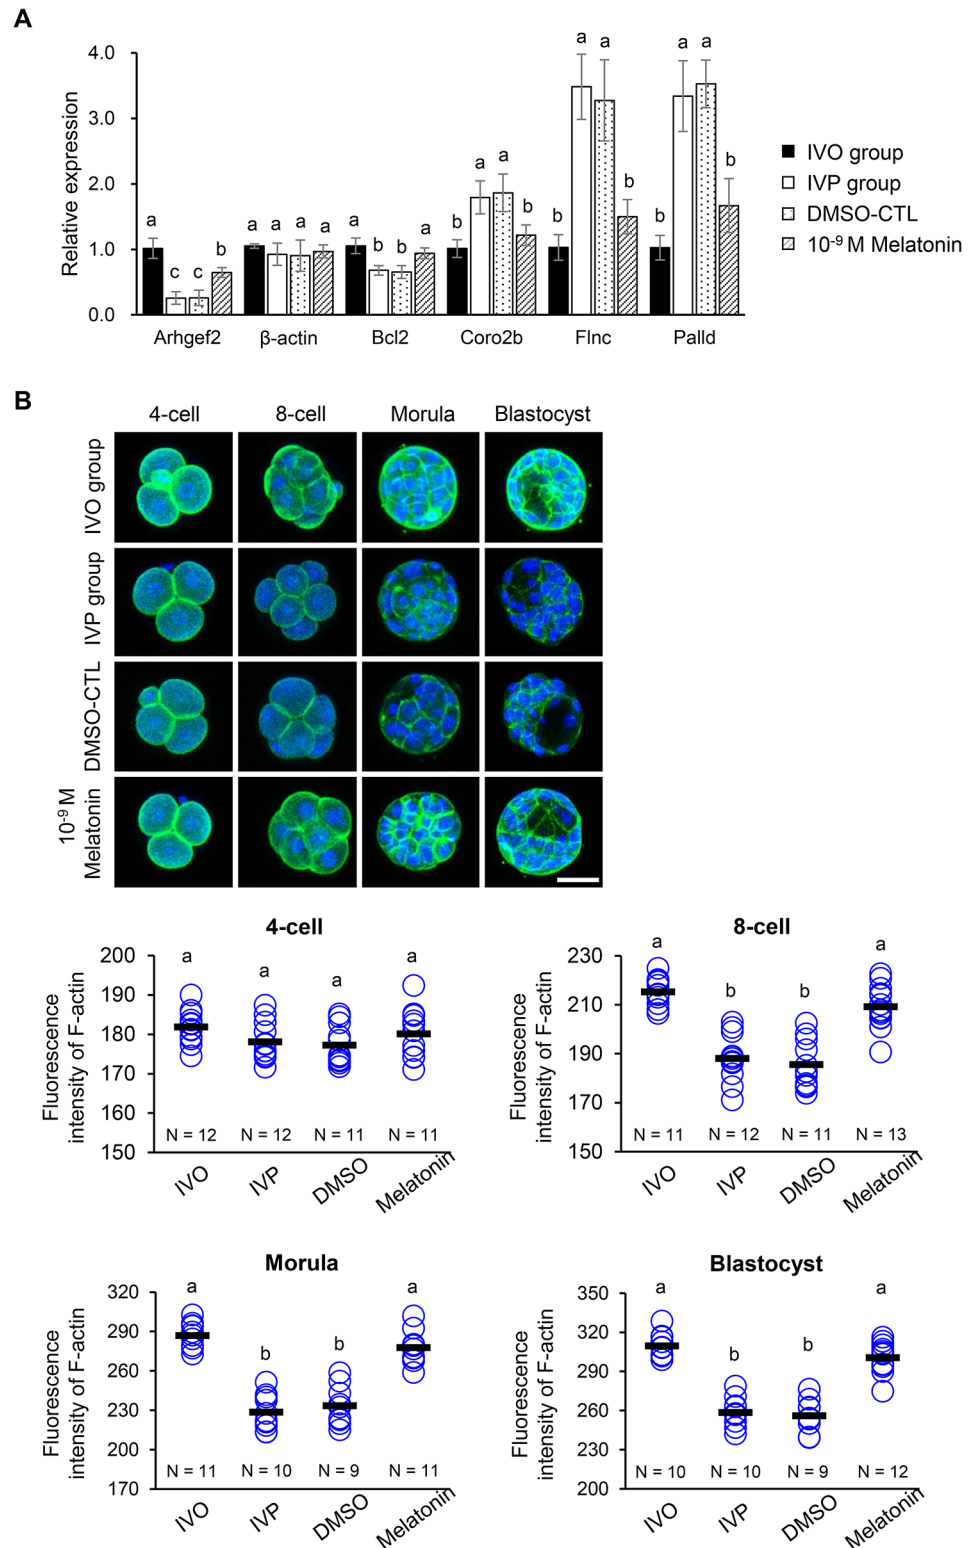 A
4.0
3.0
2.0
1.0
0.0
Relative expression
a c c b
a a a a
a b b a
b a a b
b a a b
b a a b
Arhgef2 β-actin Bcl2 Coro2b Flnc Palld
IVO group
IVP group
DMSO-CTL
10-9 M Melatonin
B
4-cell 8-cell Morula Blastocyst
IVO group
IVP group
DMSO-CTL
10-9 M
Melatonin
4-cell
Fluorescence
intensity of F-actin
200
190
180
170
160
150
a a a a
N = 12 N = 12 N = 11 N = 11
IVO IVP DMSO Melatonin
8-cell
Fluorescence
intensity of F-actin
230
210
190
170
150
a b b a
N = 11 N = 12 N = 11 N = 13
IVO IVP DMSO Melatonin
Morula
Fluorescence
intensity of F-actin
320
290
260
230
200
170
a b b a
N = 11 N = 10 N = 9 N = 11
IVO IVP DMSO Melatonin
Blastocyst
Fluorescence
intensity of F-actin
350
320
290
260
230
200
a b b a
N = 10 N = 10 N = 9 N = 12
IVO IVP DMSO Melatonin